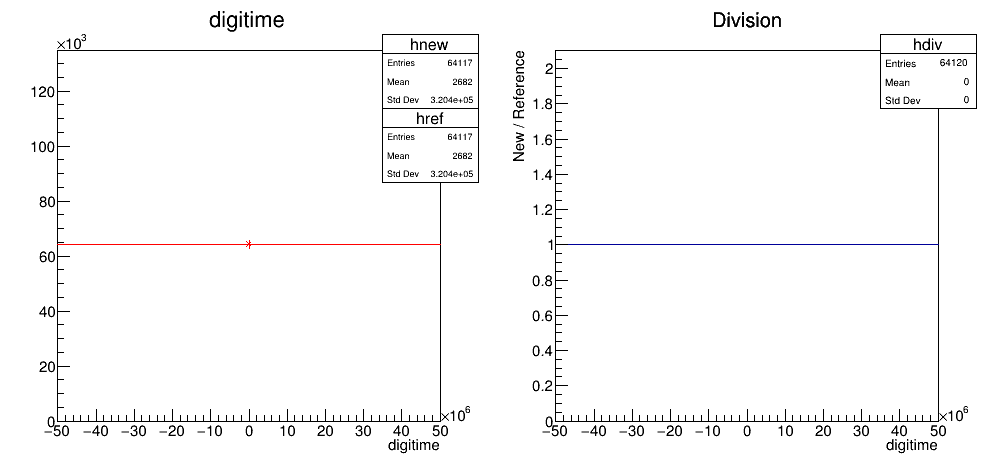 digitime
×10³
hnew
Entries 64117
Mean 2682
Std Dev 3.204e+05
href
Entries 64117
Mean 2682
Std Dev 3.204e+05
120
100
80
60
40
20
0
−50 −40 −30 −20 −10 0 10 20 30 40 50
×10⁶
digitime
Division
hdiv
Entries 64120
Mean 0
Std Dev 0
New / Reference
2
1.8
1.6
1.4
1.2
1
0.8
0.6
0.4
0.2
0
−50 −40 −30 −20 −10 0 10 20 30 40 50
×10⁶
digitime